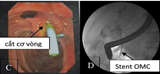 cắt cơ vòng
C
D
Stent OMC